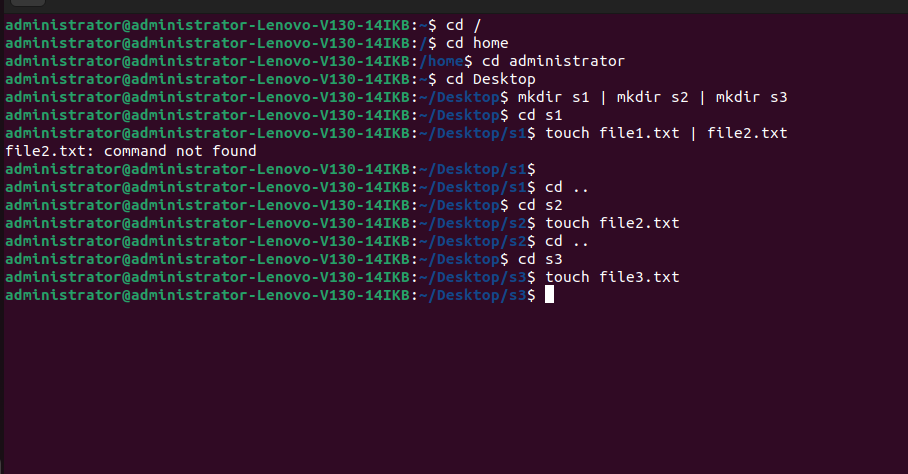 administrator@administrator-Lenovo-V130-14IKB:~$ cd /
administrator@administrator-Lenovo-V130-14IKB:/$ cd home
administrator@administrator-Lenovo-V130-14IKB:/home$ cd administrator
administrator@administrator-Lenovo-V130-14IKB:~$ cd Desktop
administrator@administrator-Lenovo-V130-14IKB:~/Desktop$ mkdir s1 | mkdir s2 | mkdir s3
administrator@administrator-Lenovo-V130-14IKB:~/Desktop$ cd s1
administrator@administrator-Lenovo-V130-14IKB:~/Desktop/s1$ touch file1.txt | file2.txt
file2.txt: command not found
administrator@administrator-Lenovo-V130-14IKB:~/Desktop/s1$
administrator@administrator-Lenovo-V130-14IKB:~/Desktop/s1$ cd ..
administrator@administrator-Lenovo-V130-14IKB:~/Desktop$ cd s2
administrator@administrator-Lenovo-V130-14IKB:~/Desktop/s2$ touch file2.txt
administrator@administrator-Lenovo-V130-14IKB:~/Desktop/s2$ cd ..
administrator@administrator-Lenovo-V130-14IKB:~/Desktop$ cd s3
administrator@administrator-Lenovo-V130-14IKB:~/Desktop/s3$ touch file3.txt
administrator@administrator-Lenovo-V130-14IKB:~/Desktop/s3$